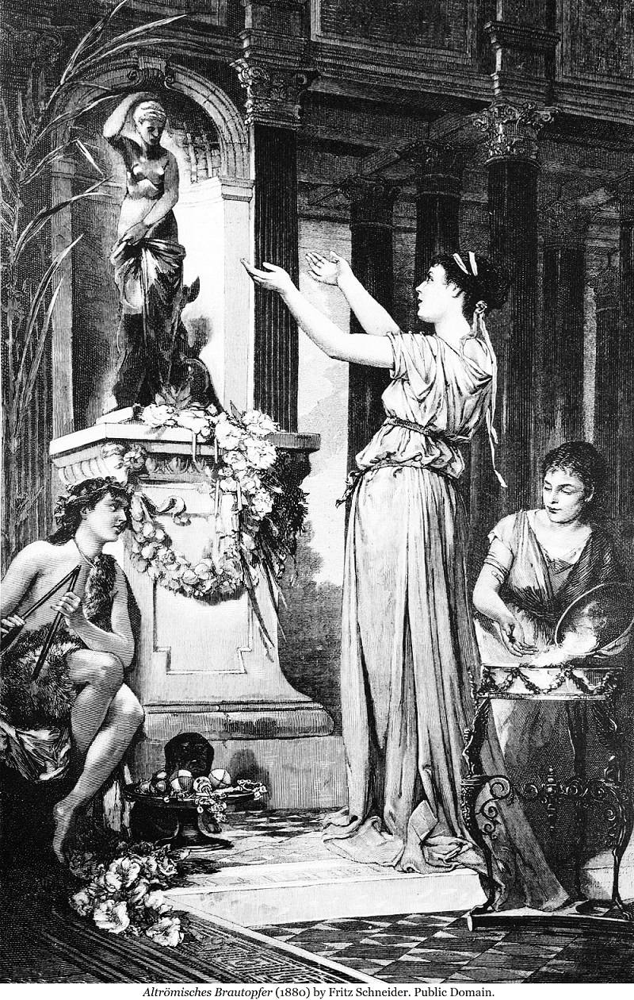 Altrömisches Brautopfer (1880) by Fritz Schneider. Public Domain.